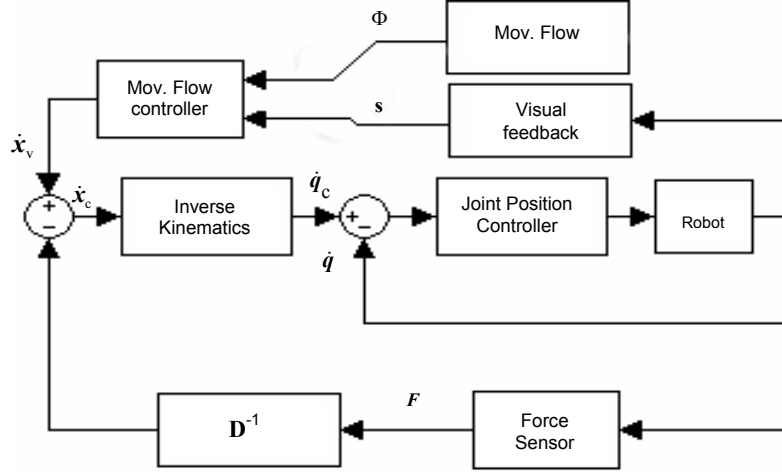 Φ
Mov. Flow
Mov. Flow
controller
s
Visual
feedback
ẋv
ẋc
+
−
Inverse
Kinematics
q̇c
+
−
q̇
Joint Position
Controller
Robot
D-1
F
Force
Sensor